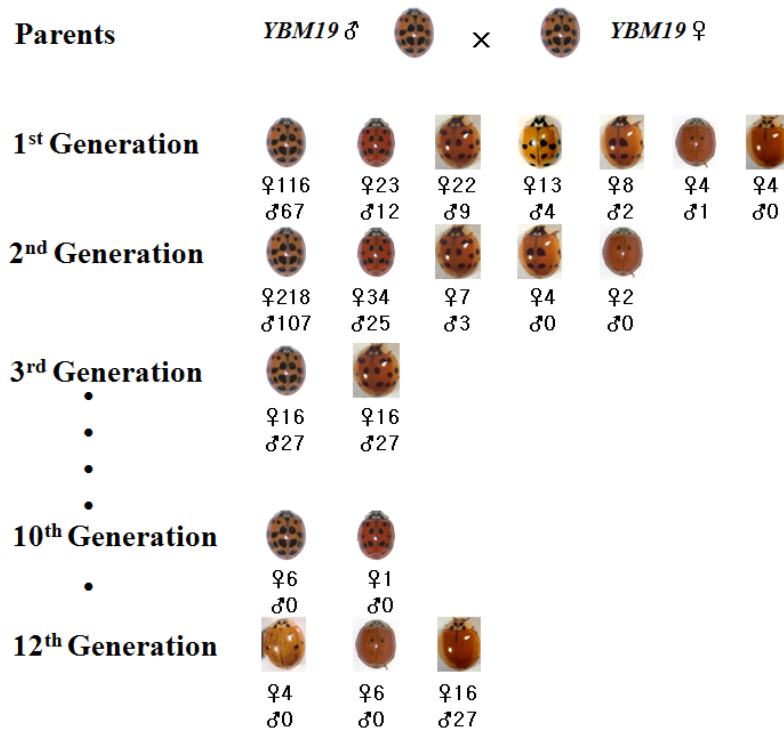 Parents YBM19♂ × YBM19♀
1st Generation
♀116 ♀23 ♀22 ♀13 ♀8 ♀4 ♀4
♂67 ♂12 ♂9 ♂4 ♂2 ♂1 ♂0
2nd Generation
♀218 ♀34 ♀7 ♀4 ♀2
♂107 ♂25 ♂3 ♂0 ♂0
3rd Generation
♀16 ♀16
♂27 ♂27
10th Generation
♀6 ♀1
♂0 ♂0
12th Generation
♀4 ♀6 ♀16
♂0 ♂0 ♂27